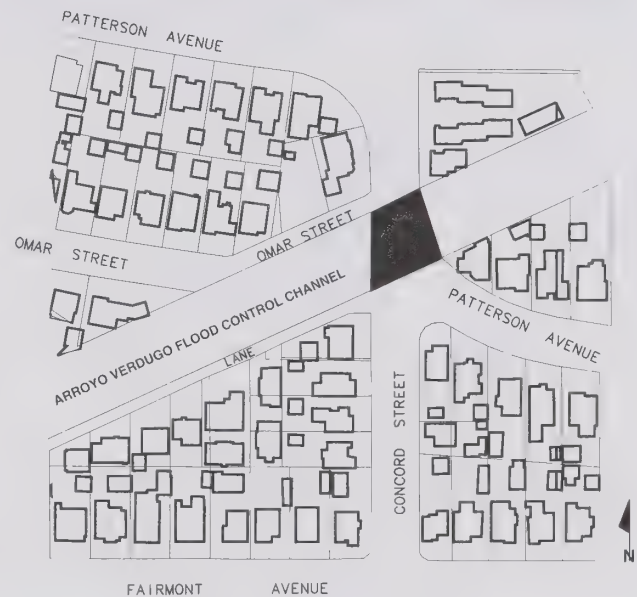 PATTERSON AVENUE
OMAR STREET
OMAR STREET
ARROYO VERDUGO FLOOD CONTROL CHANNEL
LANE
PATTERSON AVENUE
CONCORD STREET
N
FAIRMONT AVENUE